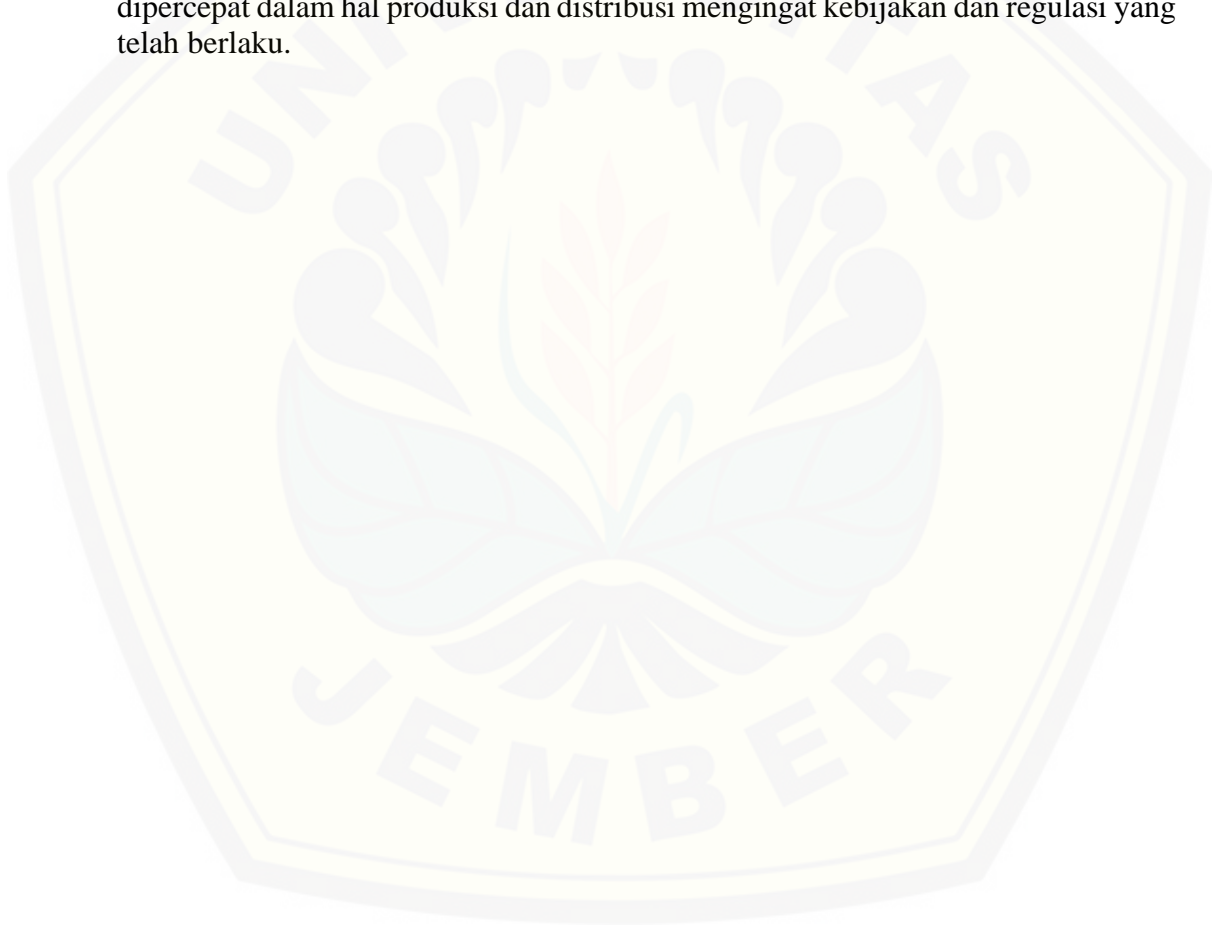 dipercepat dalam hal produksi dan distribusi mengingat kebijakan dan regulasi yang
telah berlaku.
UNIVERSITAS
JEMBER